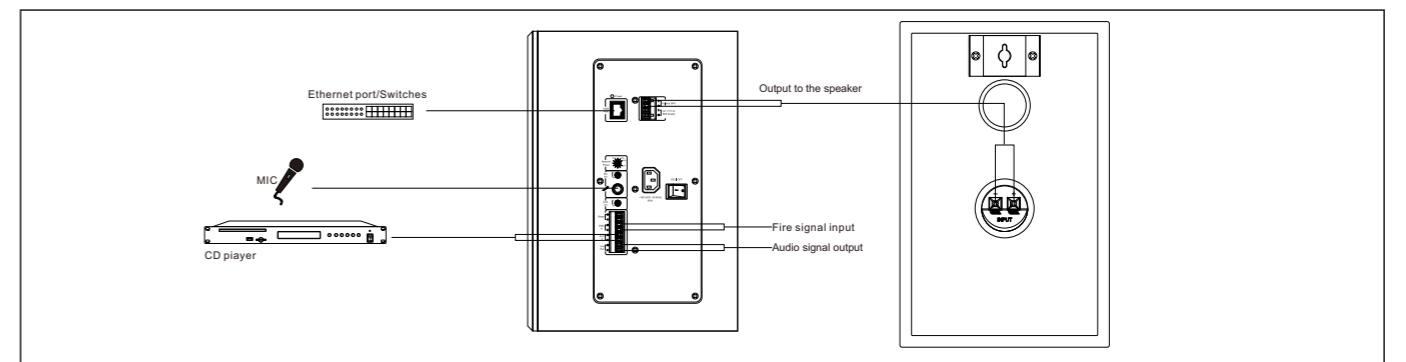 Ethernet port/Switches
Output to the speaker
MIC
INPUT
Fire signal input
Audio signal output
CD piayer